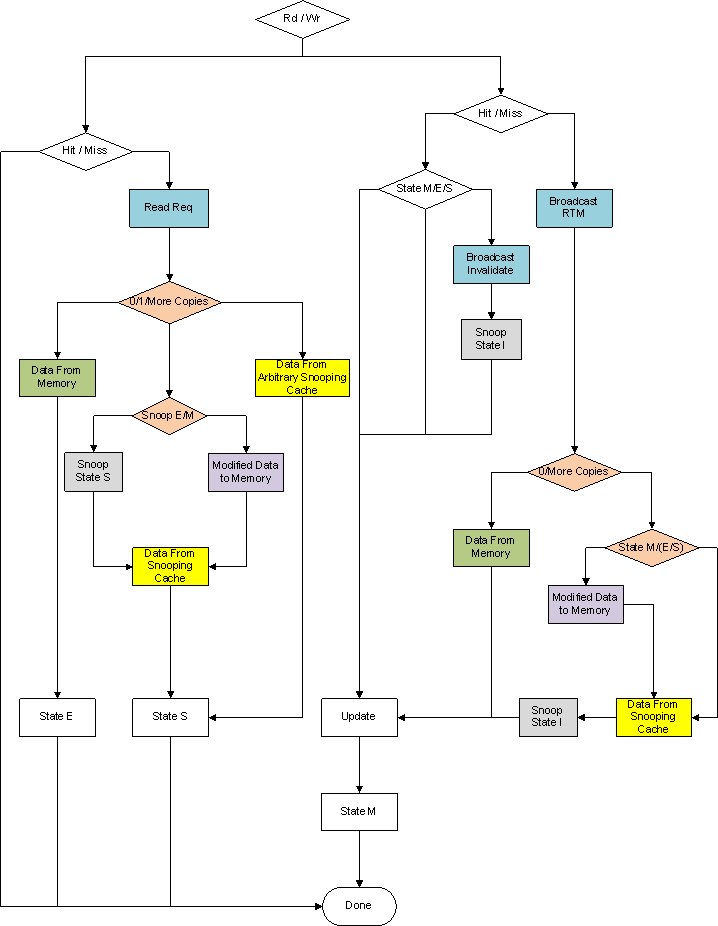 Rd / Wr
Hit / Miss
Hit / Miss
State M/E/S
Read Req
Broadcast
RTM
Broadcast
Invalidate
0/1/More Copies
Snoop
State I
Data From
Memory
Data From
Arbitrary Snooping
Cache
Snoop E/M
Snoop
State S
Modified Data
to Memory
0/More Copies
Data From
Memory
State M/(E/S)
Data From
Snooping
Cache
Modified Data
to Memory
State E
State S
Update
Snoop
State I
Data From
Snooping
Cache
State M
Done